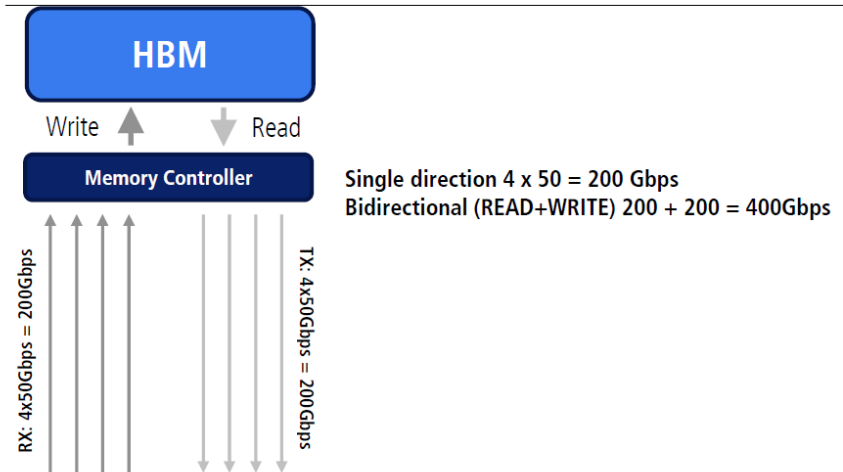 HBM
Write
Read
Memory Controller
Single direction 4 x 50 = 200 Gbps
Bidirectional (READ+WRITE) 200 + 200 = 400Gbps
RX: 4x50Gbps = 200Gbps
TX: 4x50Gbps = 200Gbps